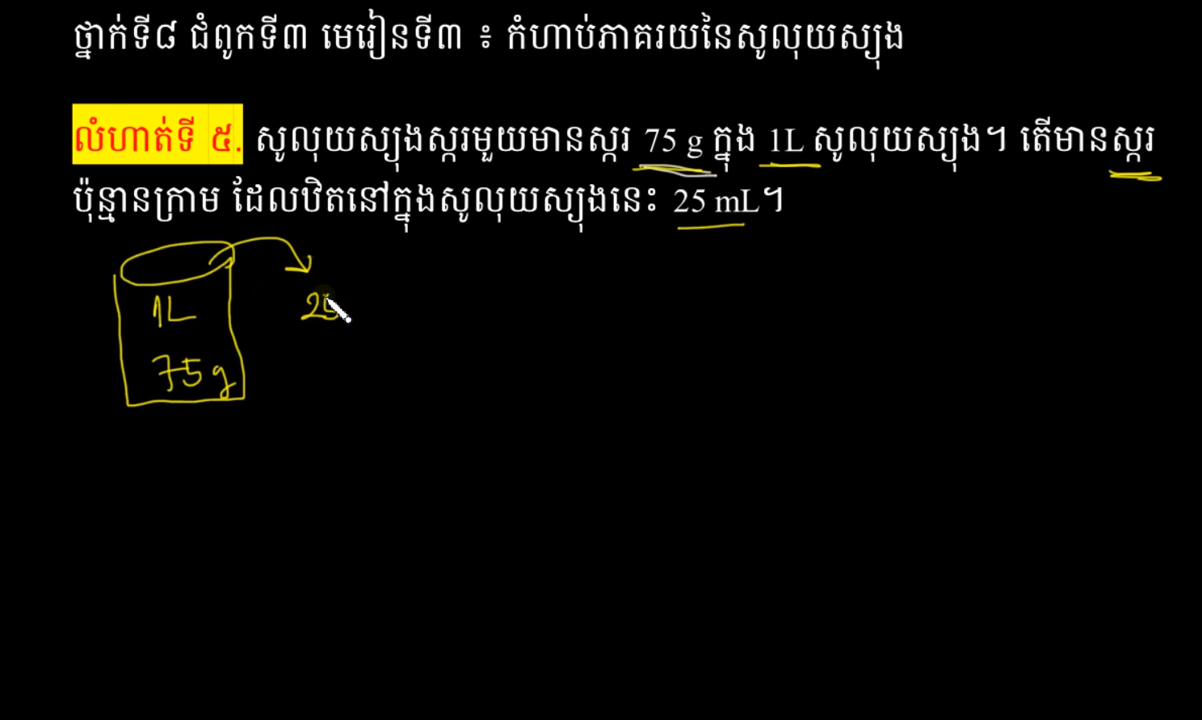 ថ្នាក់ទី៨ ជំពូកទី៣ មេរៀនទី៣ ៖ កំហាប់ភាគរយនៃសូលុយស្យុង
លំហាត់ទី ៥. សូលុយស្យុងស្ករមួយមានស្ករ 75 g ក្នុង 1L សូលុយស្យុង។ តើមានស្ករ
ប៉ុន្មានក្រាម ដែលឋិតនៅក្នុងសូលុយស្យុងនេះ 25 mL។
1L 25
75 g